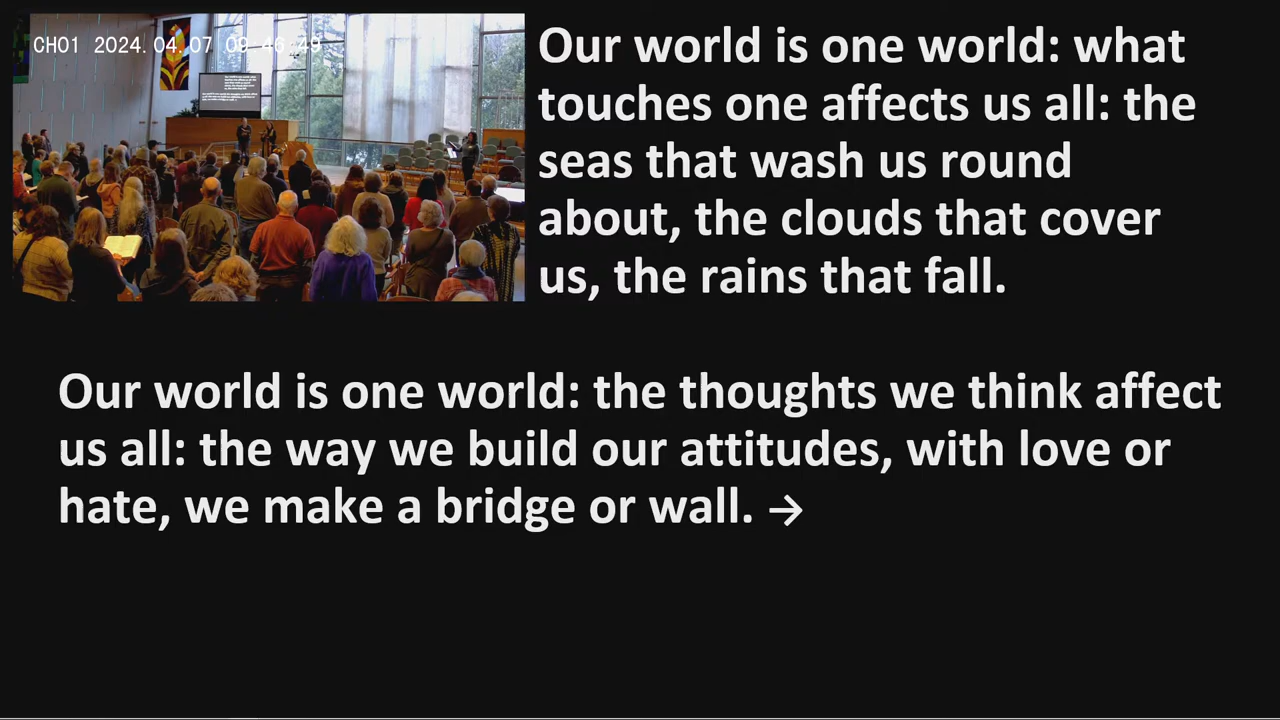 CH01 2024.04.07 09:46:49
Our world is one world: what
touches one affects us all: the
seas that wash us round
about, the clouds that cover
us, the rains that fall.
Our world is one world: the thoughts we think affect
us all: the way we build our attitudes, with love or
hate, we make a bridge or wall. →